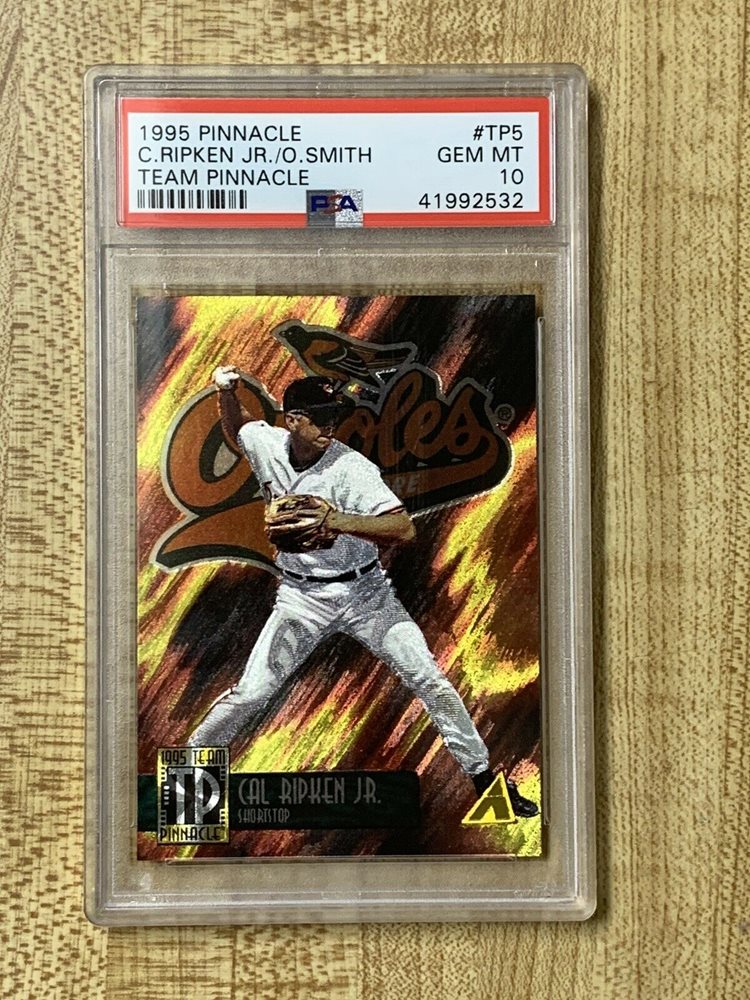 1995 PINNACLE #TP5
C.RIPKEN JR./O.SMITH GEM MT
TEAM PINNACLE 10
PSA 41992532
Orioles ®
1995 TEAM
TP
PINNACLE
CAL RIPKEN JR.
SHORTSTOP